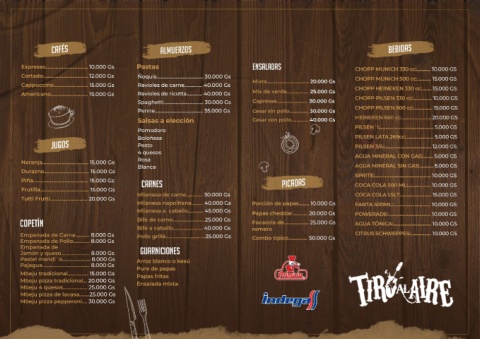 CAFÉS
Expresso 10.000 Gs
Cortado 12.000 Gs
Cappuccino 15.000 Gs
Americano 15.000 Gs
JUGOS
Naranja 15.000 Gs
Durazno 15.000 Gs
Piña 15.000 Gs
Frutilla 15.000 Gs
Tutti Frutti 20.000 Gs
COPETÍN
Empanada de Carne 8.000 Gs
Empanada de Pollo 8.000 Gs
Empanada de
Jamón y queso 8.000 Gs
Pastel mandi´o 8.000 Gs
Pajagua 8.000 Gs
Mbeju tradicional 15.000 Gs
Mbeju pizza tradicional 20.000 Gs
Mbeju 4 quesos 25.000 Gs
Mbeju pizza de locana 25.000 Gs
Mbeju pizza pepperoni 30.000 Gs
ALMUERZOS
Pastas
Ñoquis 30.000 Gs
Ravioles de carne 40.000 Gs
Ravioles de ricotta 40.000 Gs
Spaghetti 30.000 Gs
Penne 35.000 Gs
Salsas a elección
Pomodoro
Boloñesa
Pesto
4 quesos
Rosa
Blanca
CARNES
Milanesa de carne 30.000 Gs
Milanesa napolitana 40.000 Gs
Milanesa a caballo 45.000 Gs
Bife de carne 25.000 Gs
Bife a caballo 40.000 Gs
Pollo grillé 25.000 Gs
GUARNICIONES
Arroz blanco o kesú
Puré de papas
Papas fritas
Ensalada mixta
ENSALADAS
Mixta 20.000 Gs
Mix de verde 25.000 Gs
Capresse 30.000 Gs
Cesar con pollo 30.000 Gs
Cesar con pollo 40.000 Gs
PICADAS
Porción de papas 10.000 Gs
Papas cheddar 20.000 Gs
25.000 Gs
romero
Combo típico 50.000 Gs
indega S
BEBIDAS
CHOPP MUNICH 330 cc 10.000 GS
CHOPP MUNICH 500 cc 15.000 GS
CHOPP HEINEKEN 330 cc 15.000 GS
CHOPP PILSEN 330 cc 10.000 GS
CHOPP PILSEN 500 cc 15.000 GS
HEINEKEN 20.000 GS
PILSEN 5.000 GS
PILSEN LATA 269cc 5.000 GS
PILSEN 12.000 GS
AGUA MINERAL CON GAS 5.000 GS
AGUA MINERAL SIN GAS 5.000 GS
SPRITE 10.000 GS
COCA COLA 500 ML 10.000 GS
COCA COLA 1,5LT 15.000 GS
FANTA 500ML 10.000 GS
POWERADE 10.000 GS
AGUA TÓNICA 10.000 GS
CITRUS SCHWEPPES 10.000 GS
TIRO AL AIRE